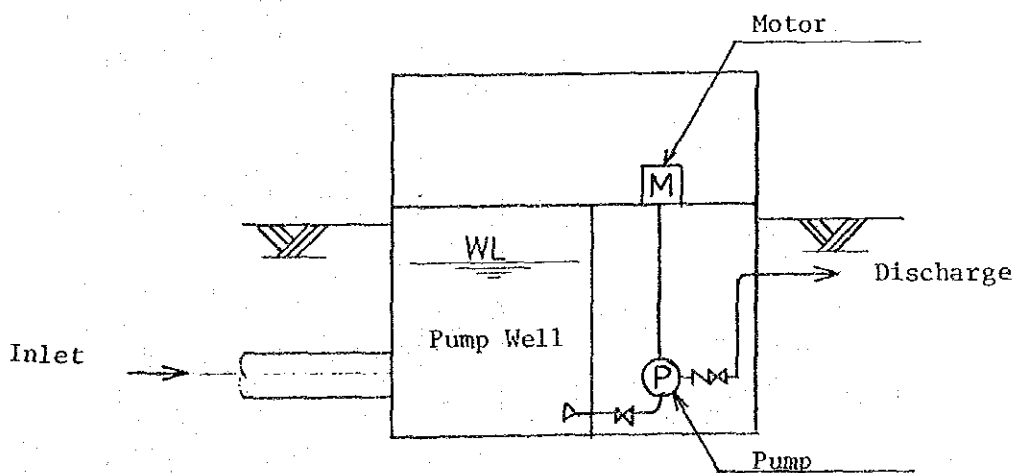 Motor
M
WL
Discharge
Pump Well
Inlet
P
Pump